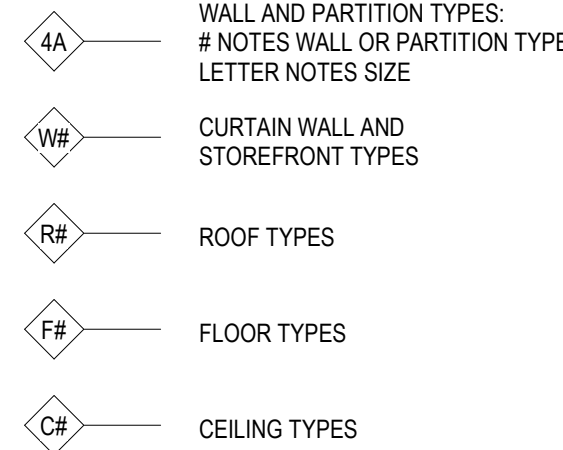 4A
WALL AND PARTITION TYPES:
# NOTES WALL OR PARTITION TYPE
LETTER NOTES SIZE
W#
CURTAIN WALL AND
STOREFRONT TYPES
R#
ROOF TYPES
F#
FLOOR TYPES
C#
CEILING TYPES